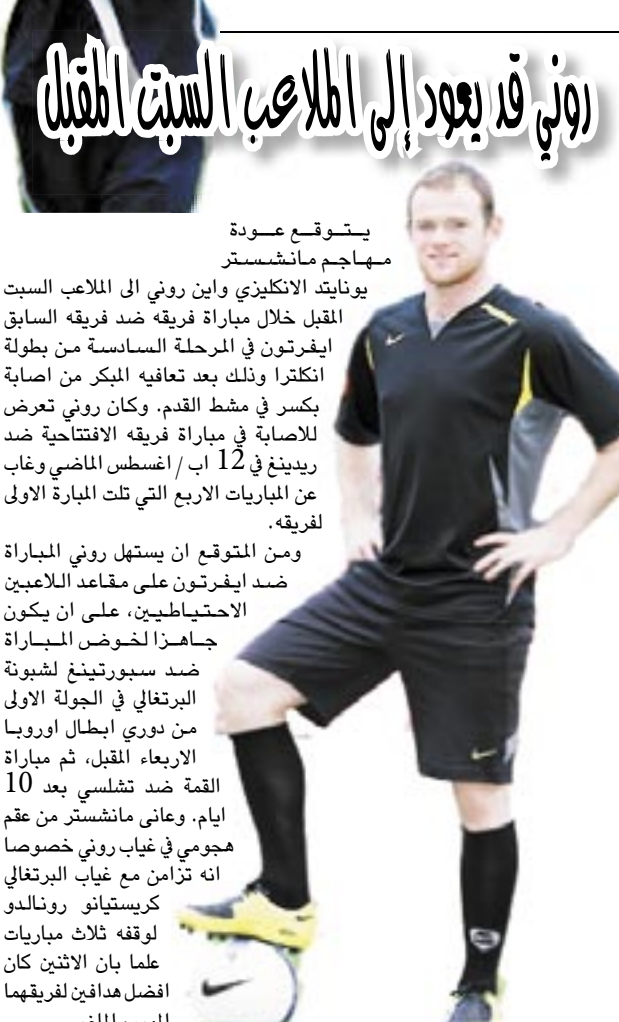 روني قد يعود إلى الملاعب السبت المقبل
يـتـوقـع عـودة
مـهـاجـم مـانـشـسـتـر
يونايتد الانكليزي واين روني الى الملاعب السبت
المقبل خلال مباراة فريقه ضد فريقه السابق
ايفرتون في المرحلة السادسة من بطولة
انكلترا وذلك بعد تعافيه المبكر من اصابة
بكسر في مشط القدم. وكان روني تعرض
للاصابة في مباراة فريقه الافتتاحية ضد
ريدينغ في 12 اب / اغسطس الماضي وغاب
عن المباريات الاربع التي تلت المبارة الاولى
لفريقه.
ومن المتوقع ان يستهل روني المباراة
ضد ايفرتون على مقاعد اللاعبين
الاحتياطيين، على ان يكون
جاهزا لخوض المباراة
ضد سبورتينغ لشبونة
البرتغالي في الجولة الاولى
من دوري ابطال اوروبا
الاربعاء المقبل، ثم مباراة
القمة ضد تشلسي بعد 10
ايام. وعانى مانشستر من عقم
هجومي في غياب روني خصوصا
انه تزامن مع غياب البرتغالي
كريستيانو رونالدو
لوقفه ثلاث مباريات
علما بان الاثنين كان
افضل هدافين لفريقهما